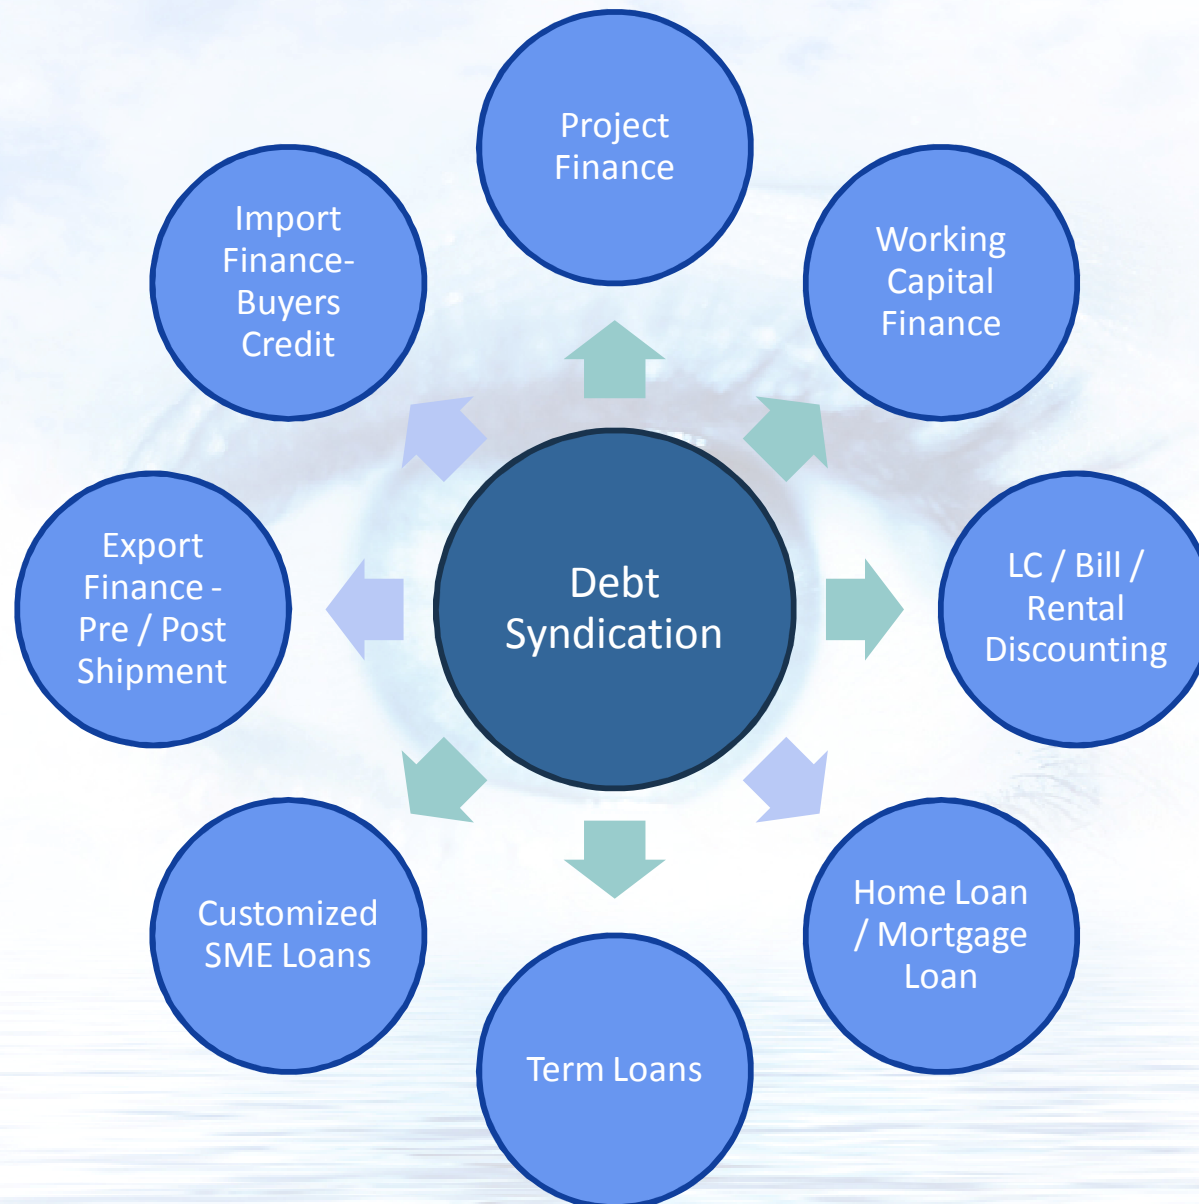 Project
Finance
Working
Capital
Finance
LC / Bill /
Rental
Discounting
Home Loan
/ Mortgage
Loan
Term Loans
Customized
SME Loans
Export
Finance -
Pre / Post
Shipment
Import
Finance-
Buyers
Credit
Debt
Syndication